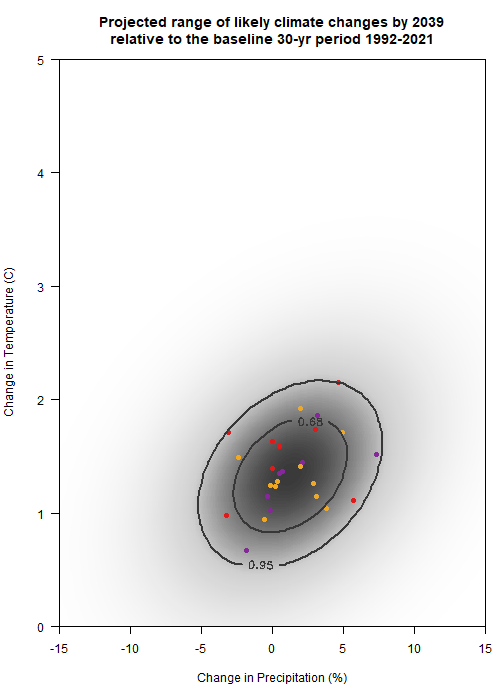 Projected range of likely climate changes by 2039
relative to the baseline 30-yr period 1992-2021
5
4
3
2
1
0
Change in Temperature (C)
0.68
0.95
-15 -10 -5 0 5 10 15
Change in Precipitation (%)